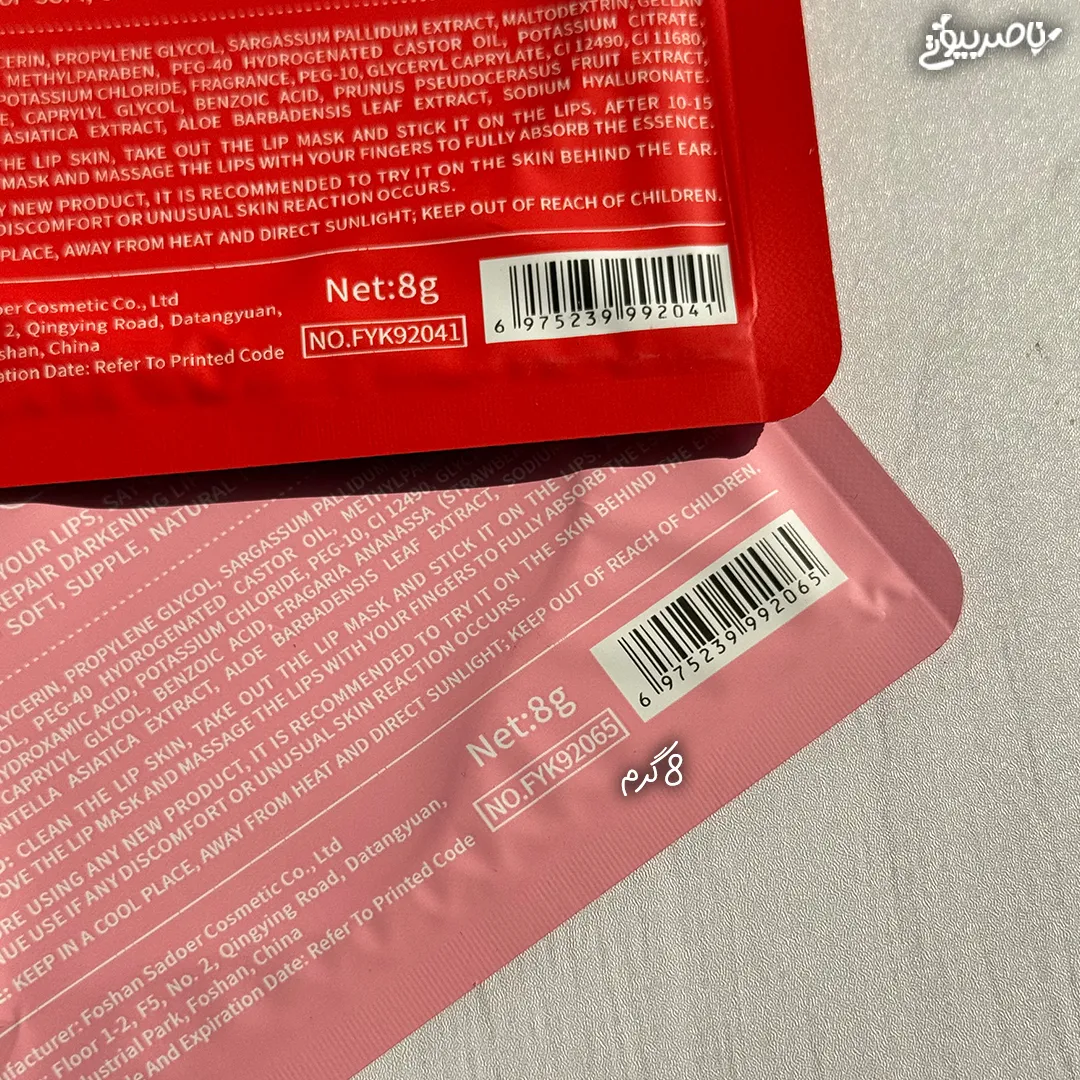 ناصربیوتی
CERIN, PROPYLENE GLYCOL, SARGASSUM PALLIDUM EXTRACT, MALTODEXTRIN, GELLAN
METHYLPARABEN, PEG-40 HYDROGENATED CASTOR OIL, POTASSIUM CITRATE,
POTASSIUM CHLORIDE, FRAGRANCE, PEG-10, GLYCERYL CAPRYLATE, CI 12490, CI 11680,
CAPRYLYL GLYCOL, BENZOIC ACID, PRUNUS PSEUDOCERASUS FRUIT EXTRACT,
ASIATICA EXTRACT, ALOE BARBADENSIS LEAF EXTRACT, SODIUM HYALURONATE.
THE LIP SKIN, TAKE OUT THE LIP MASK AND STICK IT ON THE LIPS. AFTER 10-15
MASK AND MASSAGE THE LIPS WITH YOUR FINGERS TO FULLY ABSORB THE ESSENCE.
NEW PRODUCT, IT IS RECOMMENDED TO TRY IT ON THE SKIN BEHIND THE EAR.
DISCOMFORT OR UNUSUAL SKIN REACTION OCCURS.
PLACE, AWAY FROM HEAT AND DIRECT SUNLIGHT; KEEP OUT OF REACH OF CHILDREN.
oer Cosmetic Co., Ltd
2, Qingying Road, Datangyuan,
shan, China
ation Date: Refer To Printed Code
Net:8g
NO.FYK92041
6 975239 992041
YOUR LIPS,
REPAIR DARKENING
SOFT, SUPPLE, NATURAL
LYCERIN, PROPYLENE GLYCOL, SARGASSUM PALLIDU
PEG-40 HYDROGENATED CASTOR OIL, METHYLPA
HYDROXAMIC ACID, POTASSIUM CHLORIDE, PEG-10, CI 12490,
CAPRYLYL GLYCOL, BENZOIC ACID, FRAGARIA ANANASSA (STRAWBE
NTELLA ASIATICA EXTRACT, ALOE BARBADENSIS LEAF EXTRACT, SODIU
D: CLEAN THE LIP SKIN, TAKE OUT THE LIP MASK AND STICK IT ON THE LIPS.
OVE THE LIP MASK AND MASSAGE THE LIPS WITH YOUR FINGERS TO FULLY ABSORB THE
RE USING ANY NEW PRODUCT, IT IS RECOMMENDED TO TRY IT ON THE SKIN BEHIND THE
NUE USE IF ANY DISCOMFORT OR UNUSUAL SKIN REACTION OCCURS.
KEEP IN A COOL PLACE, AWAY FROM HEAT AND DIRECT SUNLIGHT; KEEP OUT OF REACH OF CHILDREN.
ufacturer: Foshan Sadoer Cosmetic Co., Ltd
Floor 1-2, F5, No. 2, Qingying Road, Datangyuan,
ustrial Park, Foshan, China
e And Expiration Date: Refer To Printed Code
Net:8g
NO.FYK92065
6 975239 992065
8 گرم